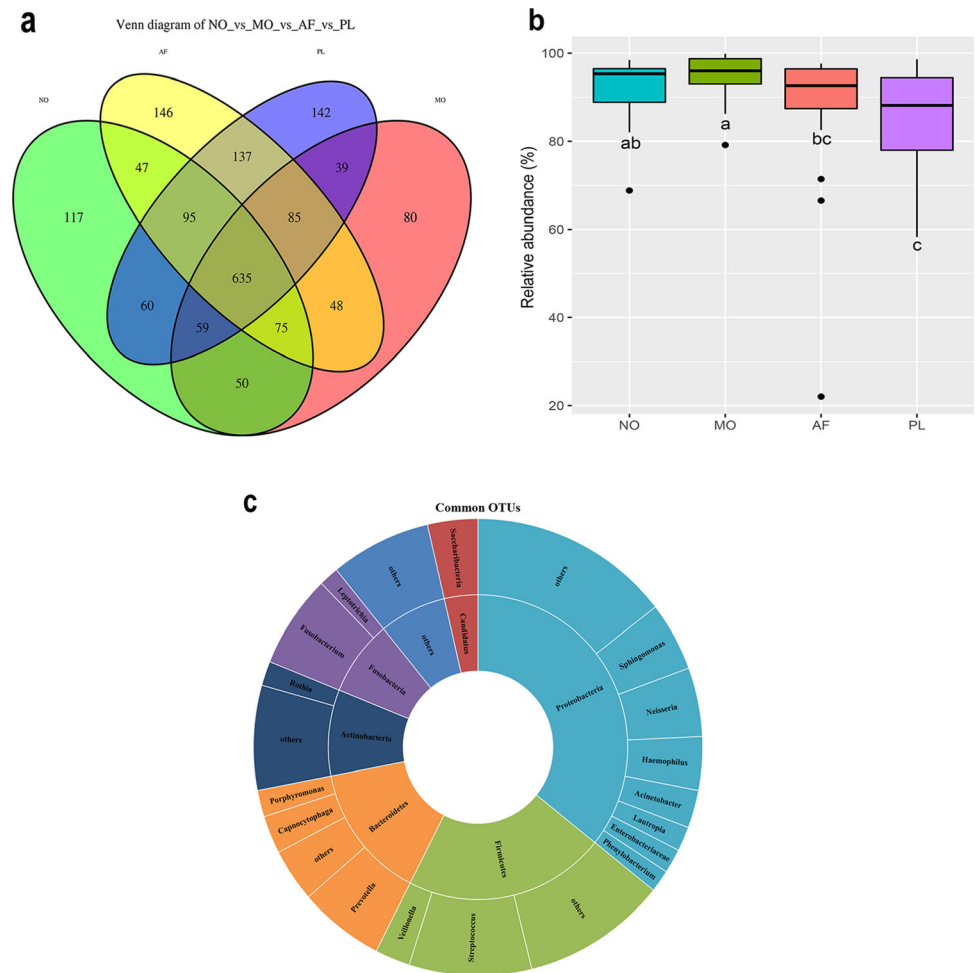 a
Venn diagram of NO_vs_MO_vs_AF_vs_PL
AF
PL
NO
MO
146
142
47
137
39
117
95
85
80
635
60
48
59
75
50
b
Relative abundance (%)
100
80
60
40
20
ab
a
bc
c
NO
MO
AF
PL
c
Common OTUs
others
Sphingomonas
Neisseria
Haemophilus
Acinetobacter
Lautropia
Enterobacteriaceae
Phenylobacterium
Proteobacteria
others
Streptococcus
Veillonella
Firmicutes
Prevotella
others
Capnocytophaga
Porphyromonas
Bacteroidetes
others
Rothia
Actinobacteria
Fusobacterium
Leptotrichia
Fusobacteria
others
others
Saccharibacteria
Candidatus